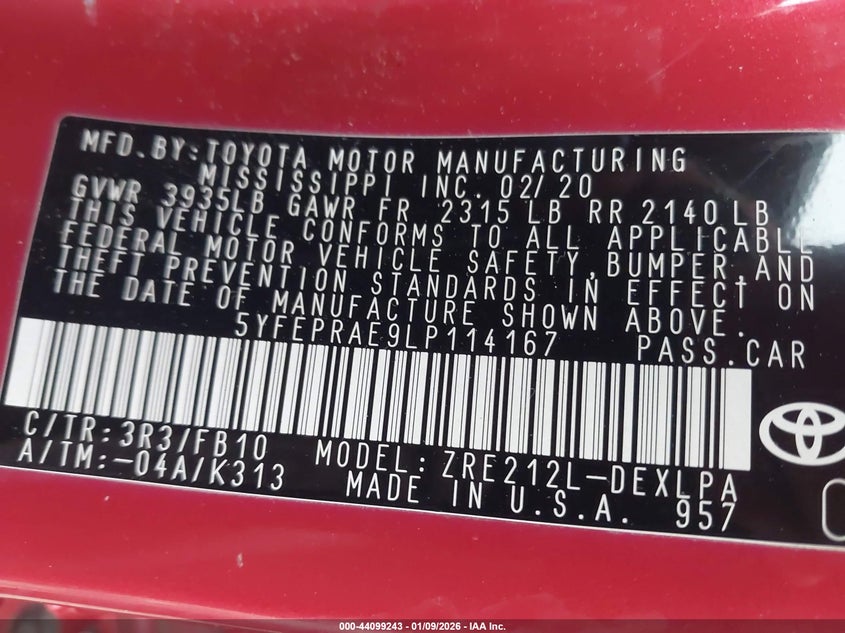 MFD.BY:TOYOTA MOTOR MANUFACTURING
MISSISSIPPI INC. 02/20
GVWR 3935LB GAWR FR 2315 LB RR 2140 LB
THIS VEHICLE CONFORMS TO ALL APPLICABLE
FEDERAL MOTOR VEHICLE SAFETY,BUMPER,AND
THEFT PREVENTION STANDARDS IN EFFECT ON
THE DATE OF MANUFACTURE SHOWN ABOVE.
5YFEPRAE9LP114167 PASS.CAR
C/TR:3R3/FB10 MODEL:ZRE212L-DEXLPA
A/TM:-04A/K313 MADE IN U.S.A. 957
000-44099243 | 01/09/2026 | IAA Inc.